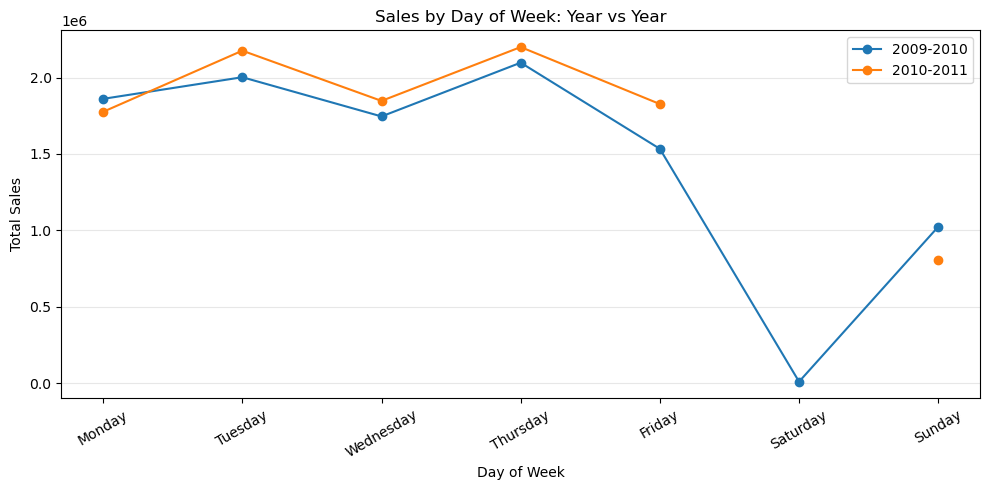 Sales by Day of Week: Year vs Year
1e6
2009-2010
2010-2011
2.0
1.5
1.0
0.5
0.0
Total Sales
Monday
Tuesday
Wednesday
Thursday
Friday
Saturday
Sunday
Day of Week